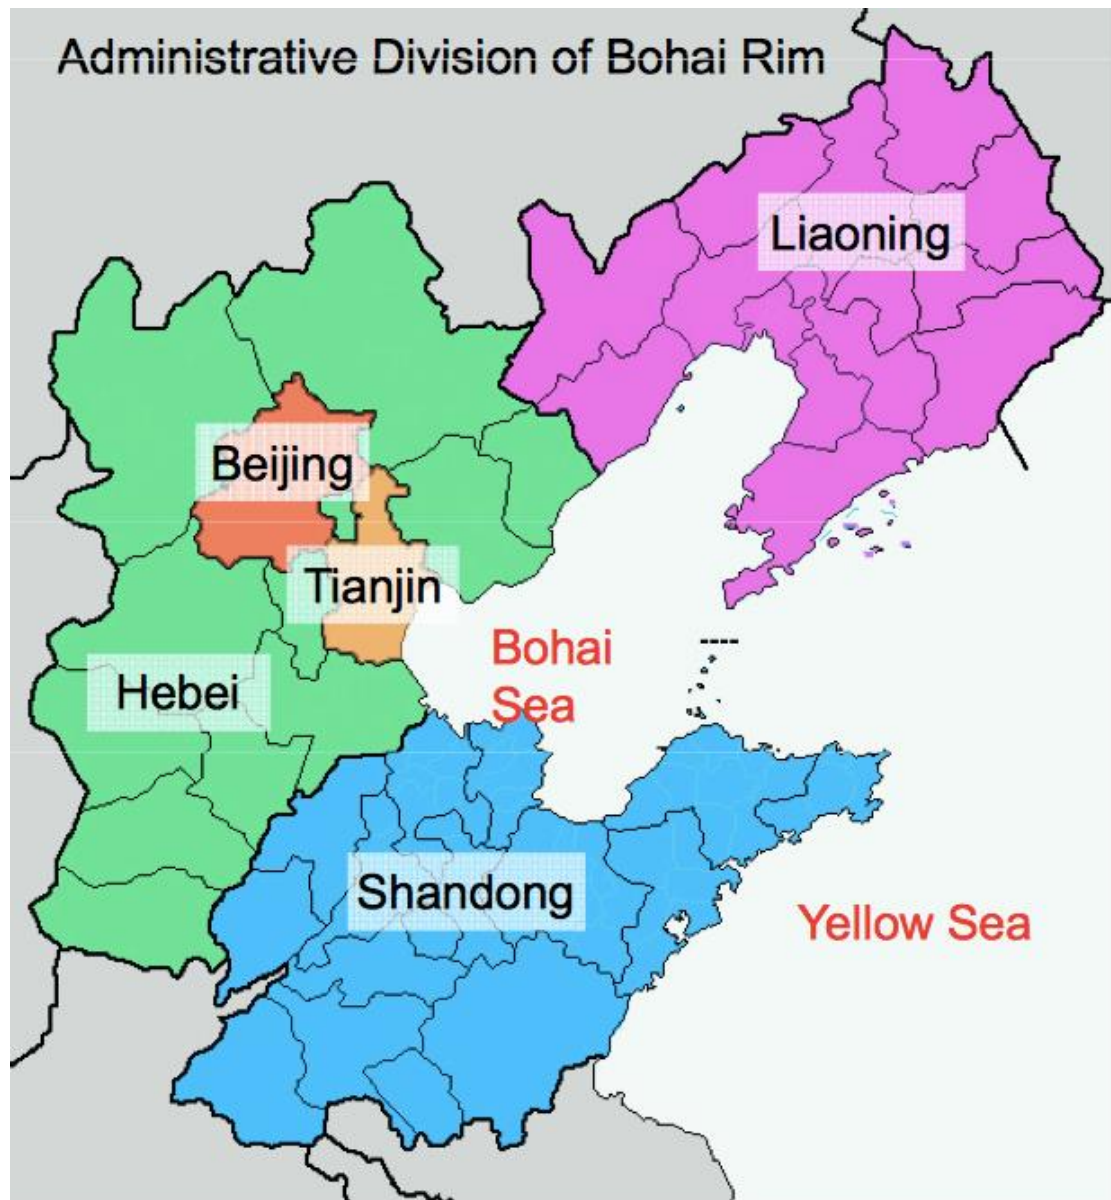 Administrative Division of Bohai Rim
Liaoning
Beijing
Tianjin
Bohai
Sea
Hebei
Shandong
Yellow Sea